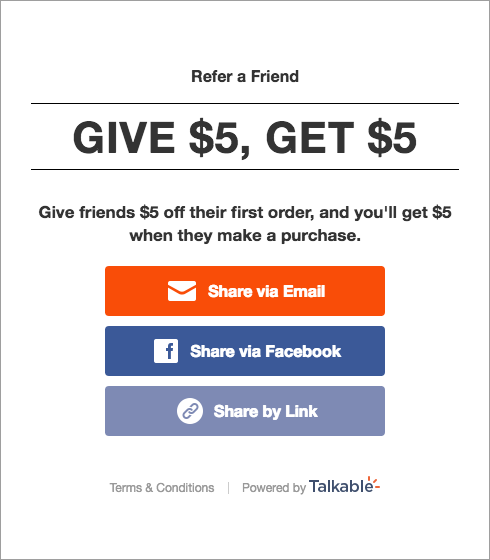 Refer a Friend
GIVE $5, GET $5
Give friends $5 off their first order, and you'll get $5
when they make a purchase.
Share via Email
Share via Facebook
Share by Link
Terms & Conditions | Powered by Talkable